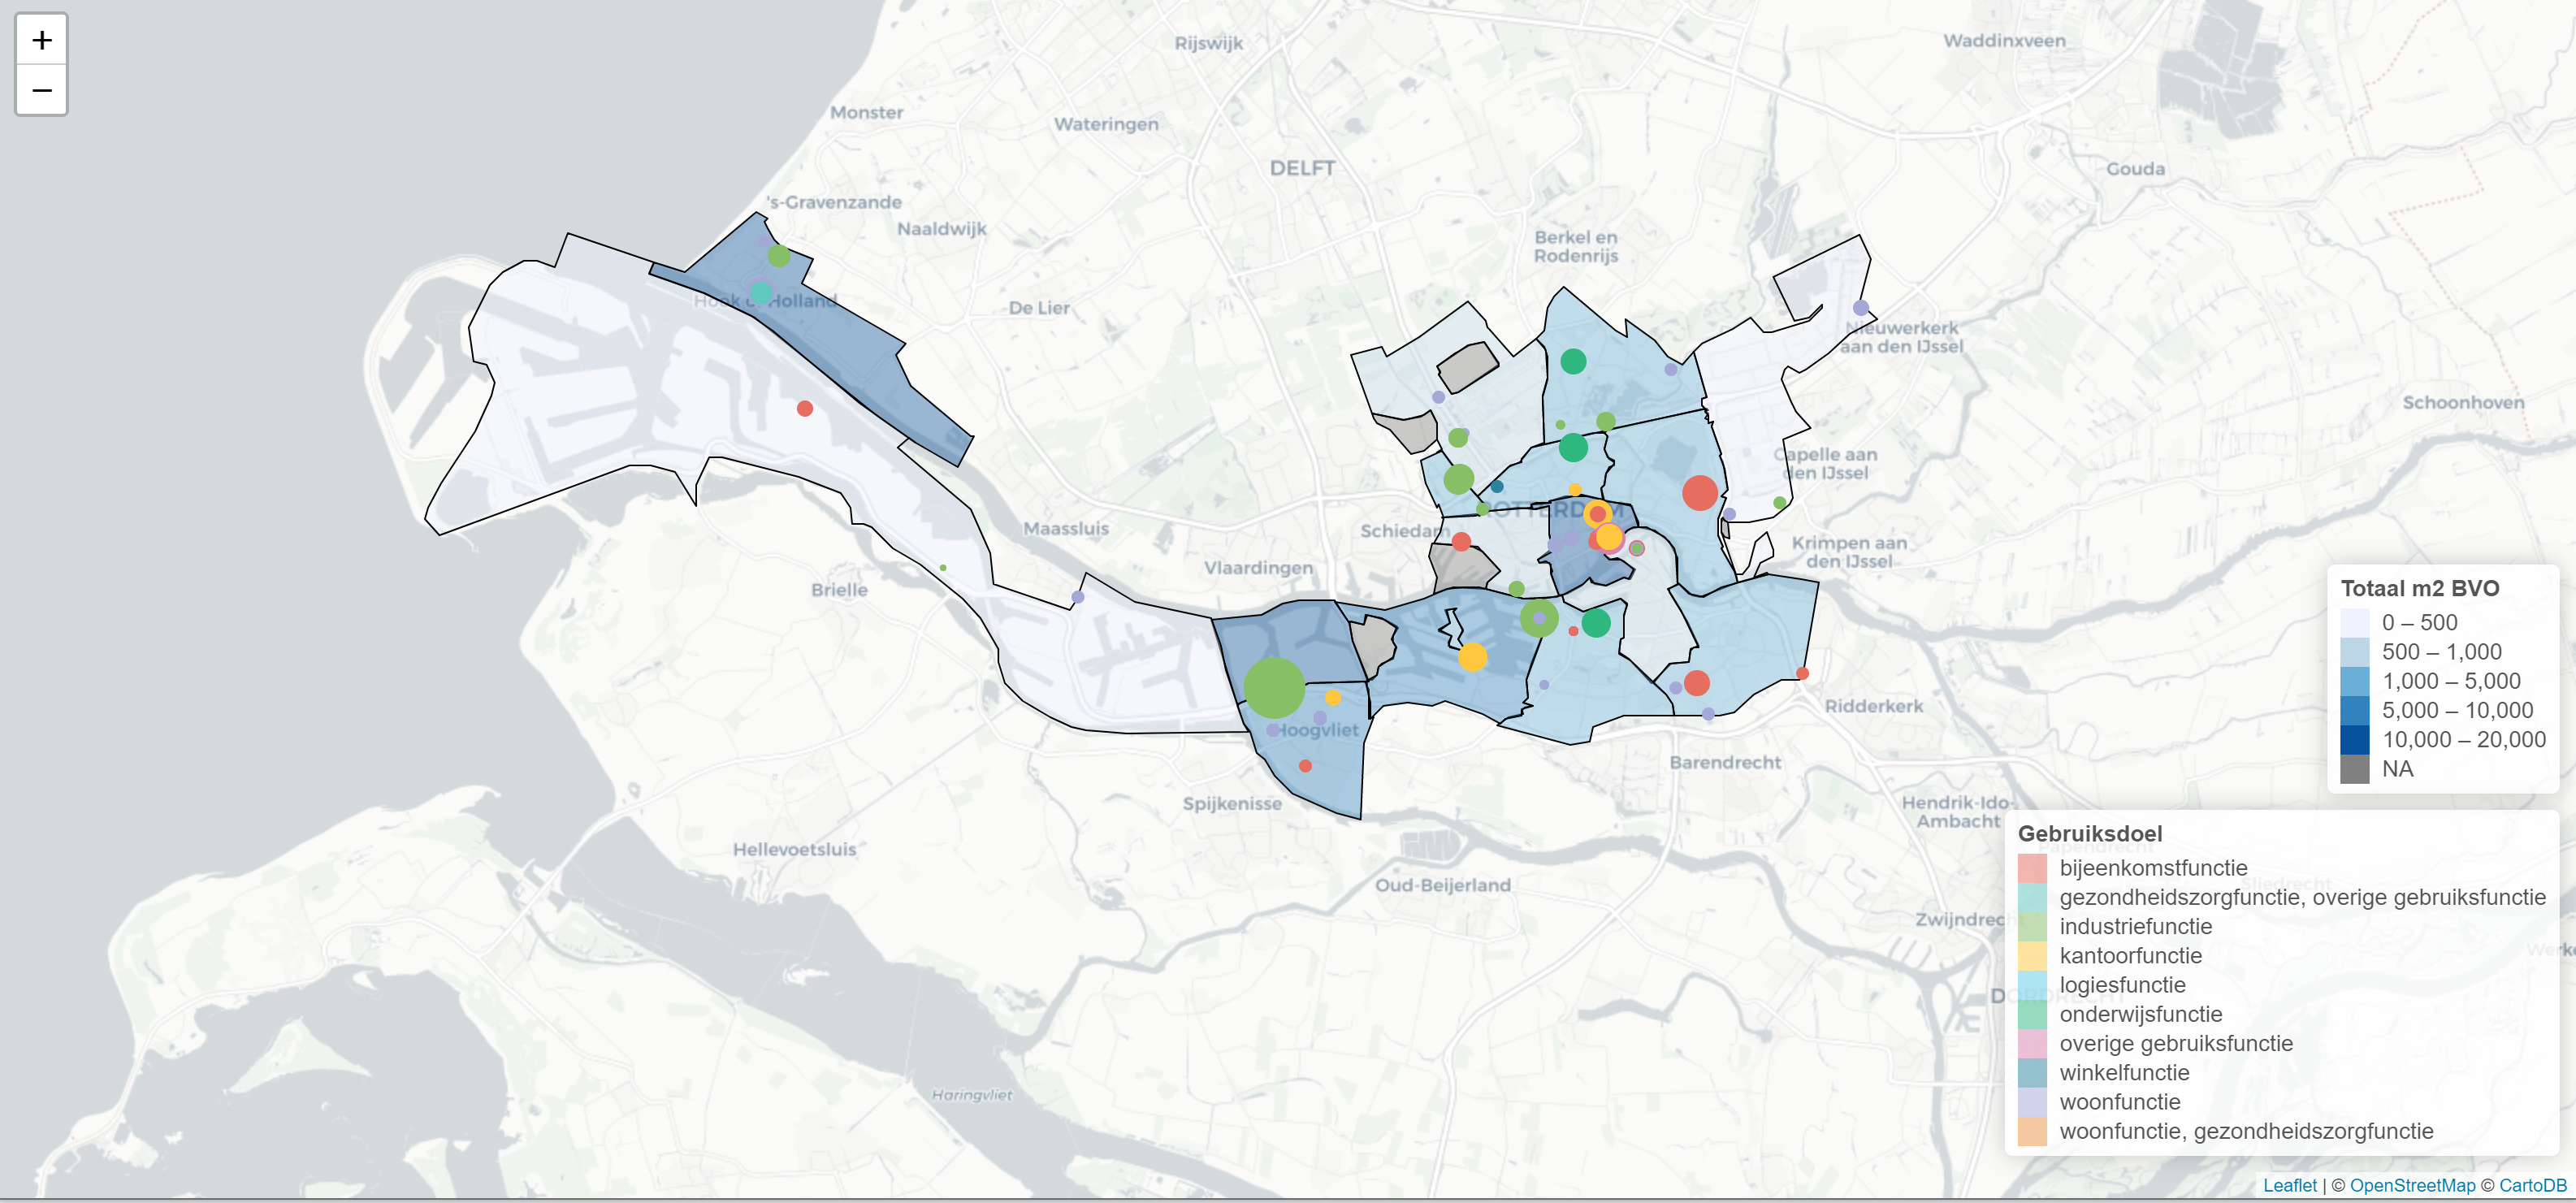 +
−
Rijswijk
Waddinxveen
Monster
Wateringen
DELFT
Gouda
's-Gravenzande
Naaldwijk
Berkel en
Rodenrijs
Hoek of Holland
De Lier
Nieuwerkerk
aan den IJssel
Schoonhoven
Capelle aan
den IJssel
ROTTERDAM
Maassluis
Schiedam
Krimpen aan
den IJssel
Vlaardingen
Brielle
Ridderkerk
Hoogvliet
Barendrecht
Spijkenisse
Hendrik-Ido-
Ambacht
Hellevoetsluis
Papendrecht
Oud-Beijerland
Sliedrecht
Zwijndrecht
DORDRECHT
Haringvliet
Totaal m2 BVO
0 – 500
500 – 1,000
1,000 – 5,000
5,000 – 10,000
10,000 – 20,000
NA
Gebruiksdoel
bijeenkomstfunctie
gezondheidszorgfunctie, overige gebruiksfunctie
industriefunctie
kantoorfunctie
logiesfunctie
onderwijsfunctie
overige gebruiksfunctie
winkelfunctie
woonfunctie
woonfunctie, gezondheidszorgfunctie
Leaflet | © OpenStreetMap © CartoDB